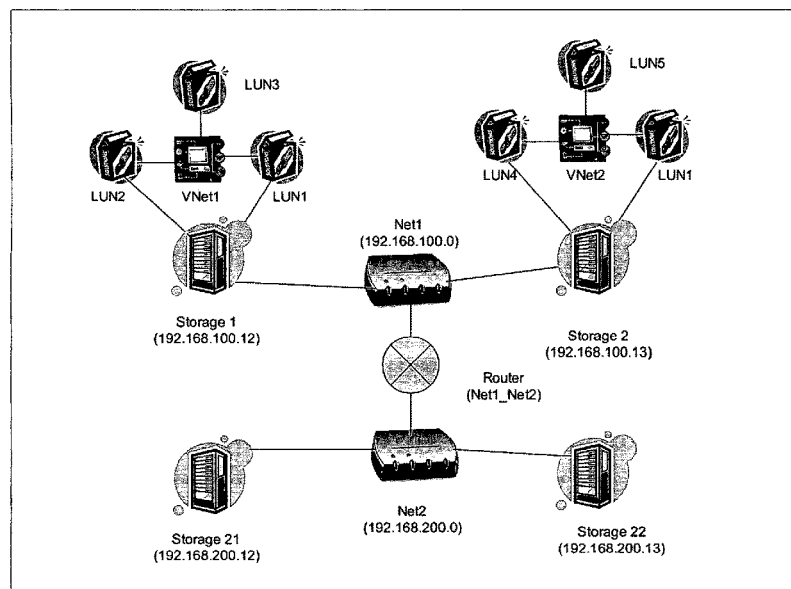 LUN3
LUN5
LUN2
VNet1
LUN1
LUN4
VNet2
LUN1
Net1
(192.168.100.0)
Storage 1
(192.168.100.12)
Storage 2
(192.168.100.13)
Router
(Net1_Net2)
Storage 21
(192.168.200.12)
Net2
(192.168.200.0)
Storage 22
(192.168.200.13)